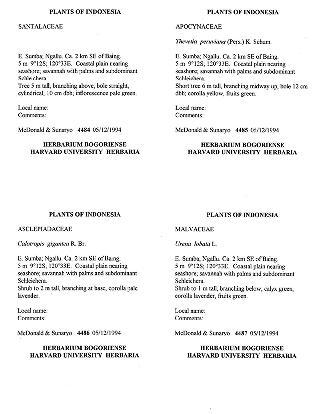 PLANTS OF INDONESIA
SANTALACEAE
E. Sumba; Ngallu. Ca. 2 km SE of Baing.
5 m 9°12S; 120°33E. Coastal plain nearing
seashore; savannah with palms and subdominant
Schleichera
Tree 5 m tall, branching above, bole straight,
cylindrical, 10 cm dbh; inflorescence pale green.
Local name:
Comments:
McDonald & Sunaryo 4484 05/12/1994
HERBARIUM BOGORIENSE
HARVARD UNIVERSITY HERBARIA
PLANTS OF INDONESIA
APOCYNACEAE
Thevetia peruviana (Pers.) K. Schum.
E. Sumba; Ngallu. Ca. 2 km SE of Baing.
5 m 9°12S; 120°33E. Coastal plain nearing
seashore; savannah with palms and subdominant
Schleichera.
Short tree 6 m tall, branching midway up, bole 12 cm
dbh; corolla yellow, fruits green.
Local name:
Comments:
McDonald & Sunaryo 4485 05/12/1994
HERBARIUM BOGORIENSE
HARVARD UNIVERSITY HERBARIA
PLANTS OF INDONESIA
ASCLEPIADACEAE
Calotropis gigantea R. Br.
E. Sumba; Ngallu. Ca. 2 km SE of Baing.
5 m 9°12S; 120°33E. Coastal plain nearing
seashore; savannah with palms and subdominant
Schleichera.
Shrub to 2 m tall, branching at base, corolla pale
lavender.
Local name:
Comments:
McDonald & Sunaryo 4486 05/12/1994
HERBARIUM BOGORIENSE
HARVARD UNIVERSITY HERBARIA
PLANTS OF INDONESIA
MALVACEAE
Urena lobata L.
E. Sumba; Ngallu. Ca. 2 km SE of Baing.
5 m 9°12S; 120°33E. Coastal plain nearing
seashore; savannah with palms and subdominant
Schleichera.
Shrub to 1 m tall, branching below, calyx green,
corolla lavender, fruits green.
Local name:
Comments:
McDonald & Sunaryo 4487 05/12/1994
HERBARIUM BOGORIENSE
HARVARD UNIVERSITY HERBARIA